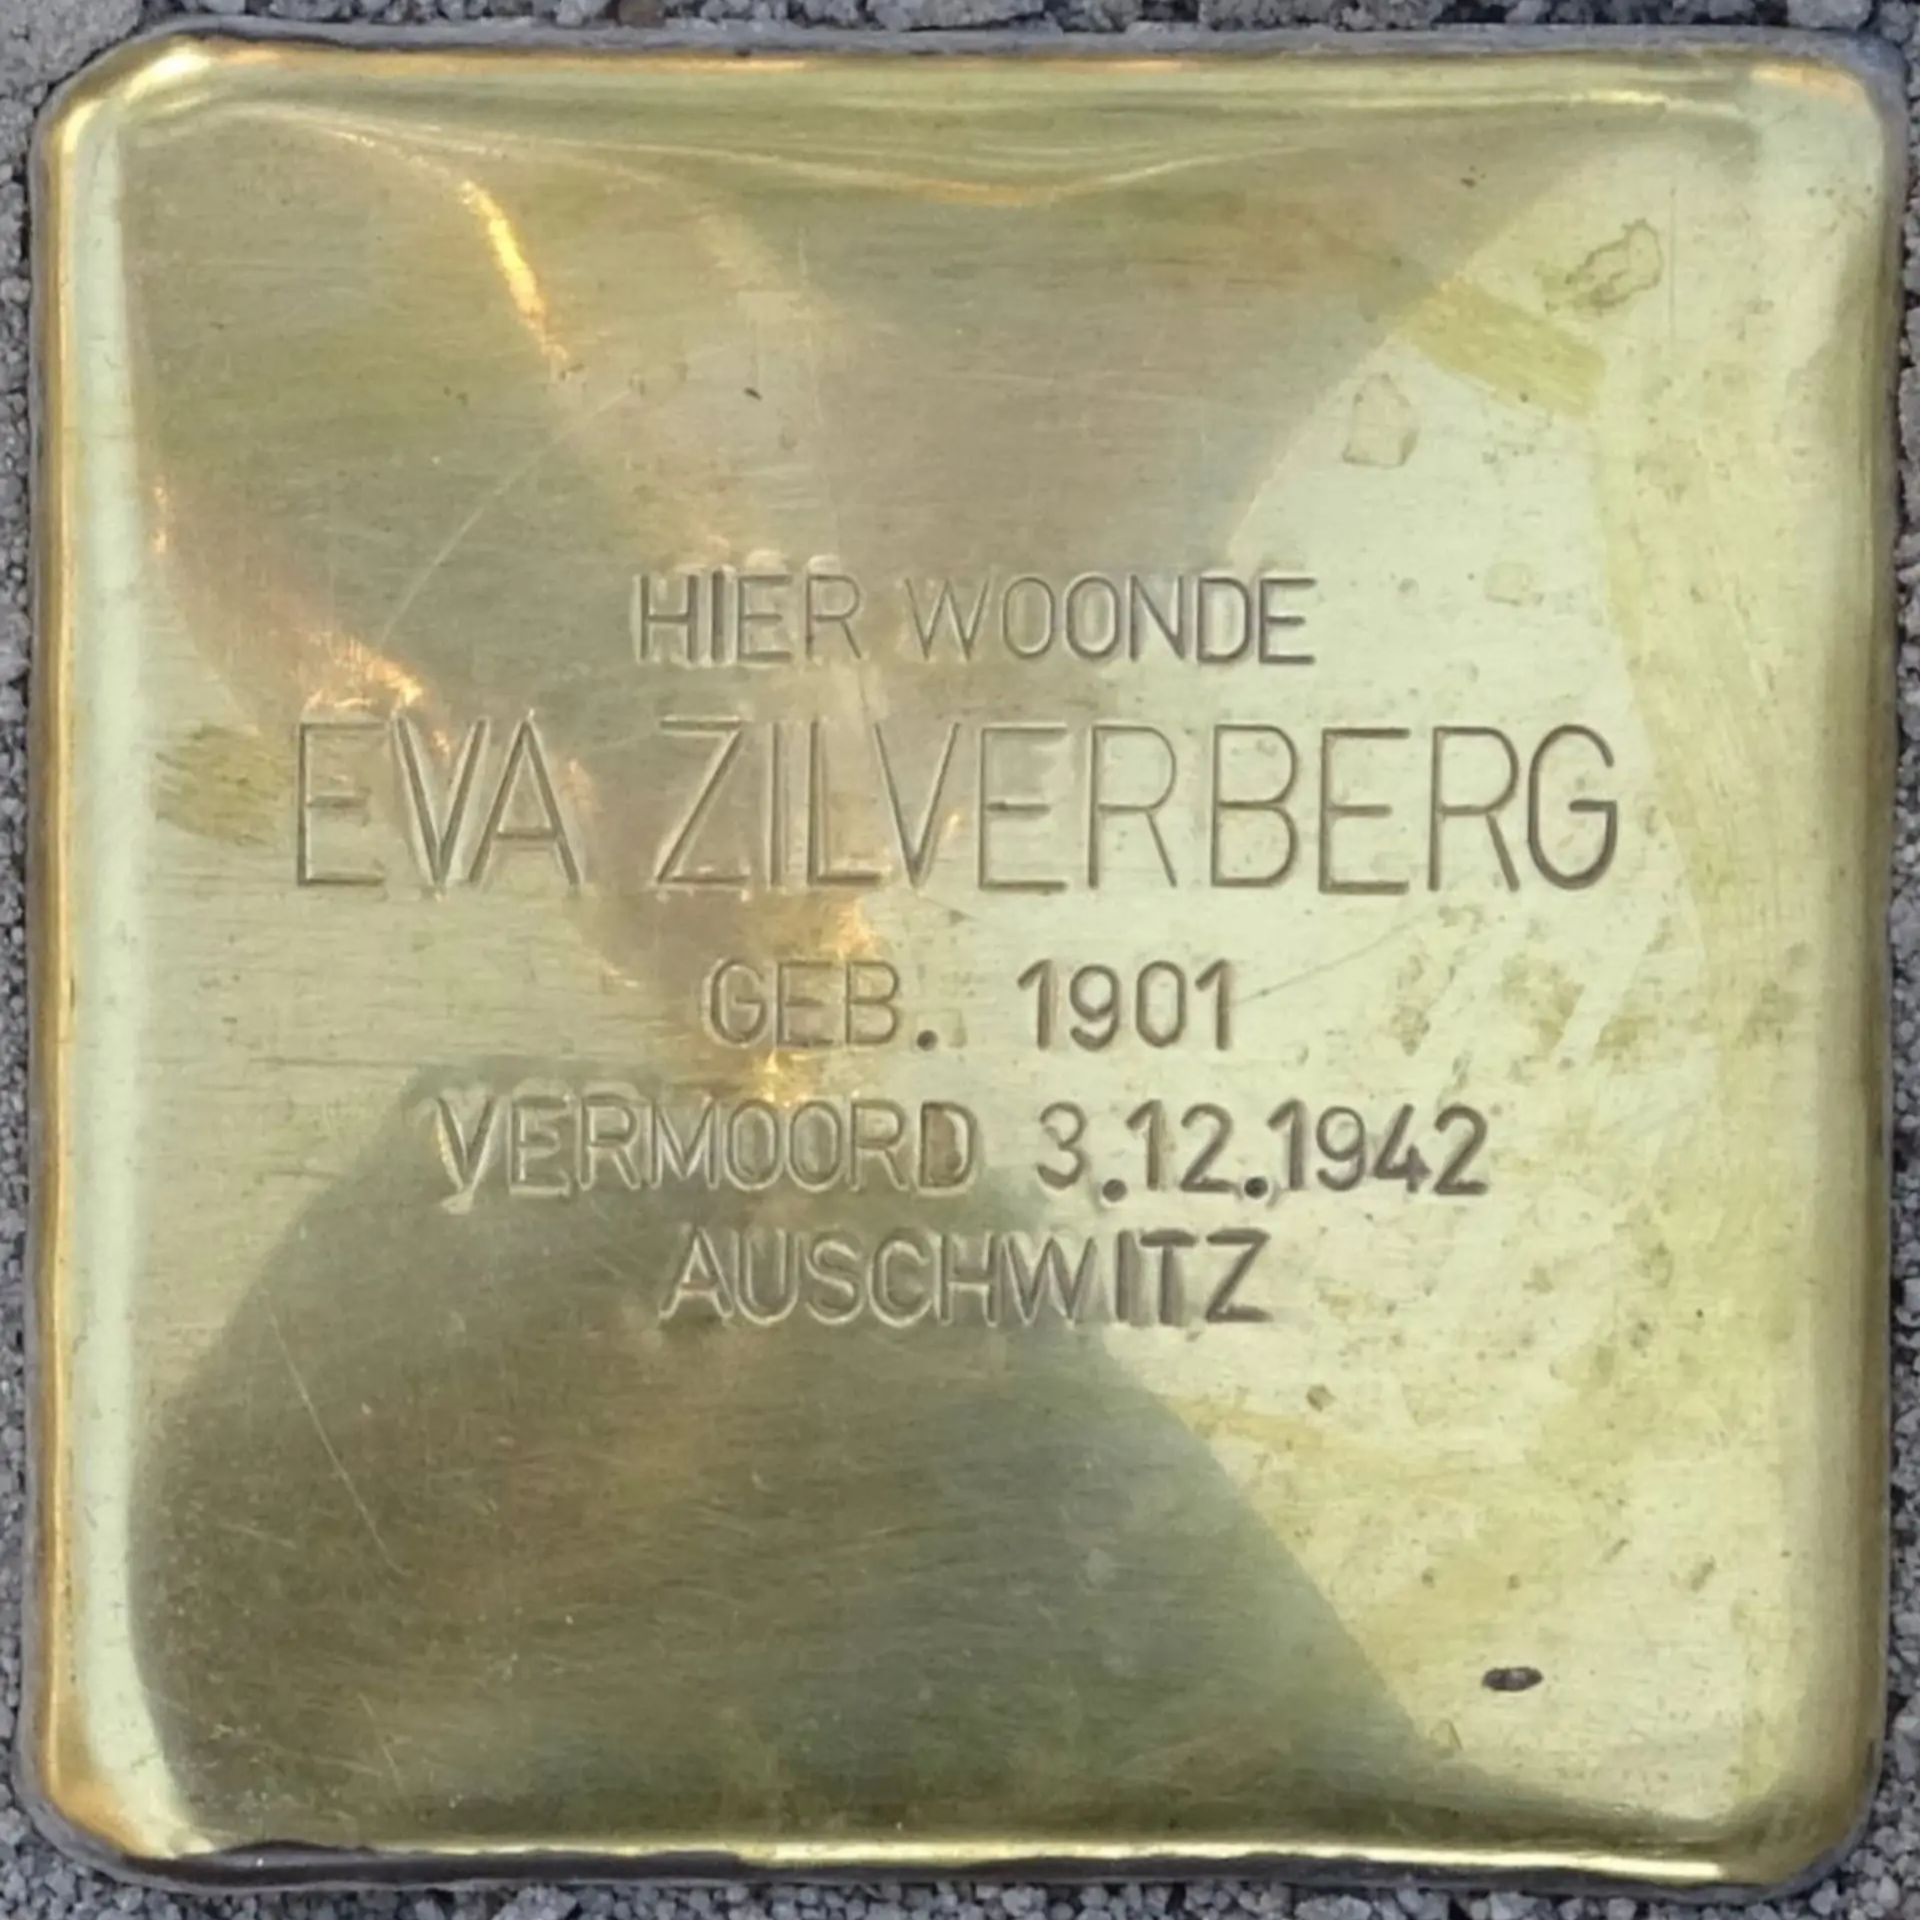 HIER WOONDE
EVA ZILVERBERG
GEB. 1901
VERMOORD 3.12.1942
AUSCHWITZ